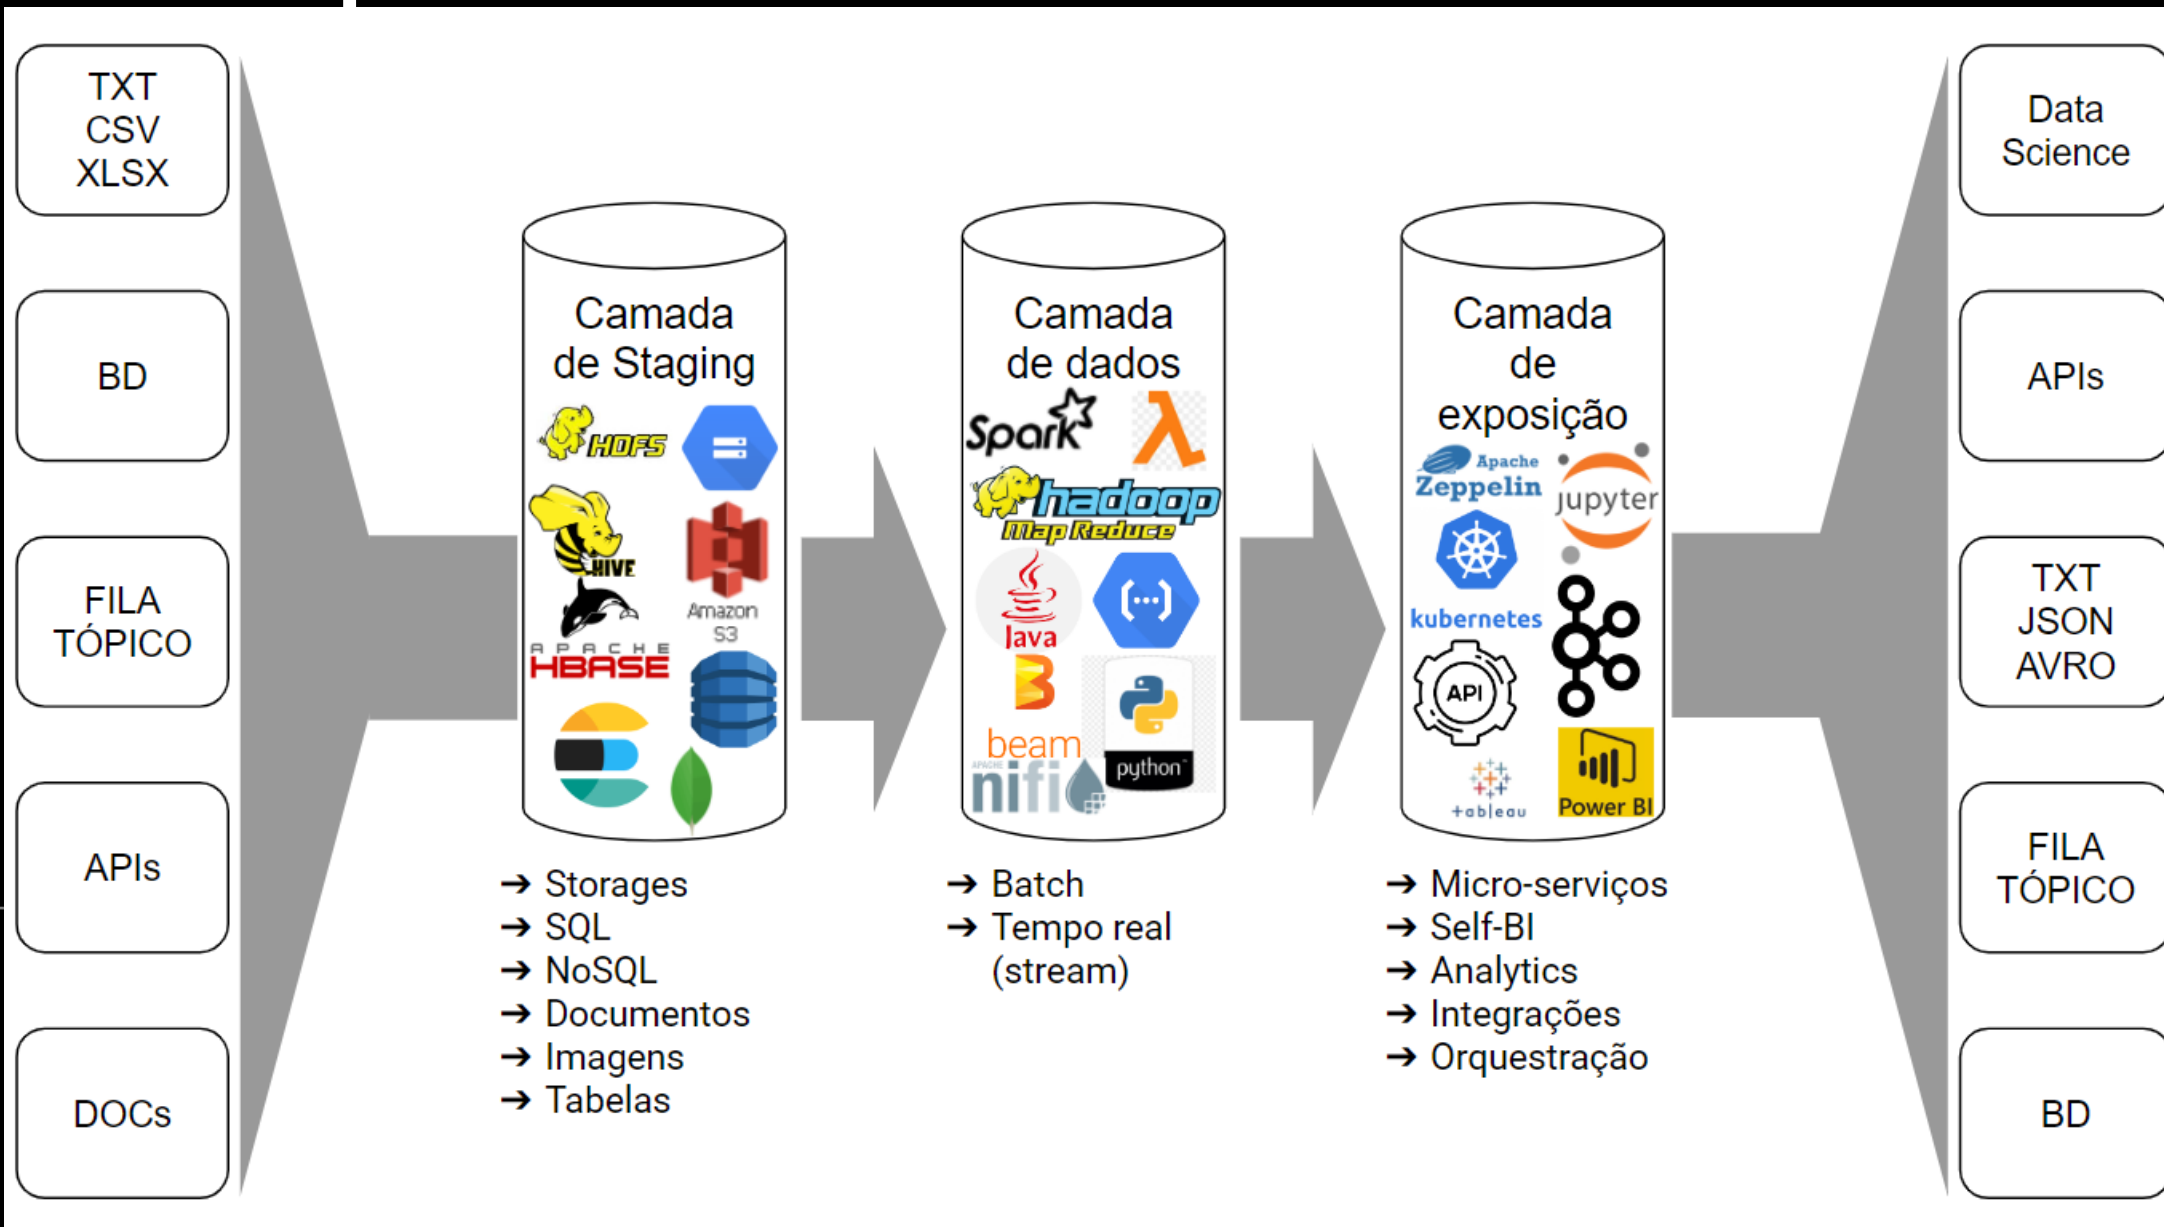 TXT
CSV
XLSX
BD
FILA
TÓPICO
APIs
DOCs
Camada
de Staging
HDFS
HIVE
Amazon
S3
APACHE
HBASE
➔ Storages
➔ SQL
➔ NoSQL
➔ Documentos
➔ Imagens
➔ Tabelas
Camada
de dados
Spark
hadoop
Map Reduce
Java
beam
python
APACHE
nifi
➔ Batch
➔ Tempo real
(stream)
Camada
de
exposição
Apache
Zeppelin
jupyter
kubernetes
API
+ableau
Power BI
➔ Micro-serviços
➔ Self-BI
➔ Analytics
➔ Integrações
➔ Orquestração
Data
Science
APIs
TXT
JSON
AVRO
FILA
TÓPICO
BD